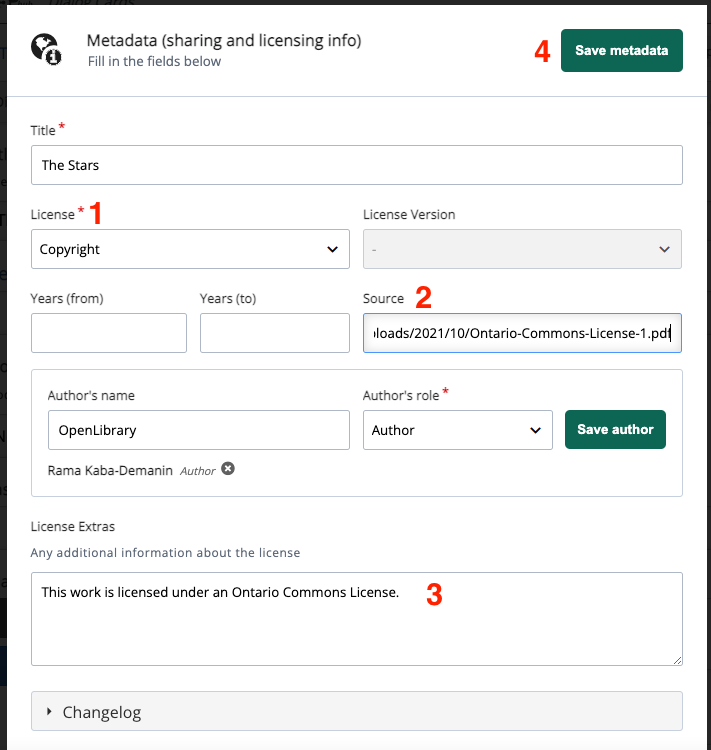 Metadata (sharing and licensing info)
Fill in the fields below
4
Save metadata
Title *
The Stars
License * 1
License Version
Copyright
-
Years (from)
Years (to)
Source 2
loads/2021/10/Ontario-Commons-License-1.pdf
Author's name
Author's role *
OpenLibrary
Author
Save author
Rama Kaba-Demanin Author
License Extras
Any additional information about the license
This work is licensed under an Ontario Commons License.
3
Changelog